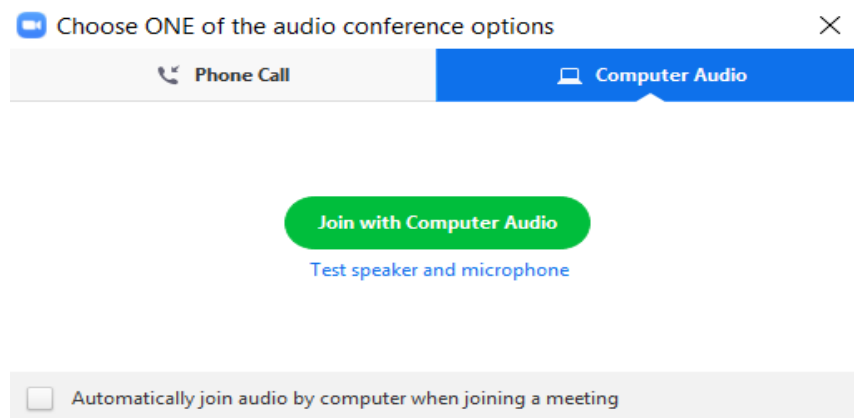 Choose ONE of the audio conference options
Phone Call
Computer Audio
Join with Computer Audio
Test speaker and microphone
Automatically join audio by computer when joining a meeting